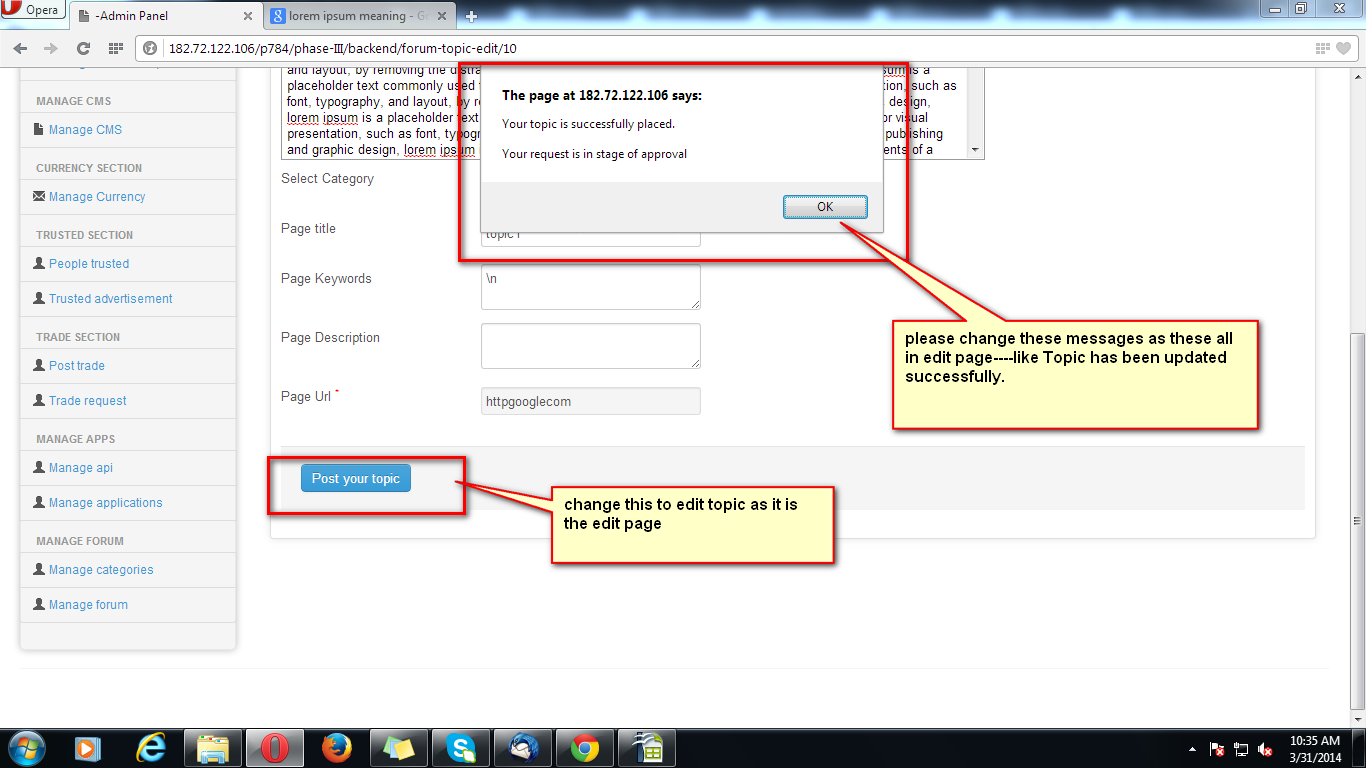 Opera
-Admin Panel
lorem ipsum meaning - Go
182.72.122.106/p784/phase-III/backend/forum-topic-edit/10
MANAGE CMS
Manage CMS
CURRENCY SECTION
Manage Currency
TRUSTED SECTION
People trusted
Trusted advertisement
TRADE SECTION
Post trade
Trade request
MANAGE APPS
Manage api
Manage applications
MANAGE FORUM
Manage categories
Manage forum
and layout, by removing the distra
sum is a
placeholder text commonly used
tion, such as
font, typography, and layout, by re
design,
lorem ipsum is a placeholder text
or visual
presentation, such as font, typog
publishing
and graphic design, lorem ipsum
ents of a
The page at 182.72.122.106 says:
Your topic is successfully placed.
Your request is in stage of approval
OK
Select Category
Page title
topic1
Page Keywords
\n
Page Description
Page Url *
httpgooglecom
Post your topic
please change these messages as these all
in edit page----like Topic has been updated
successfully.
change this to edit topic as it is
the edit page
10:35 AM
3/31/2014